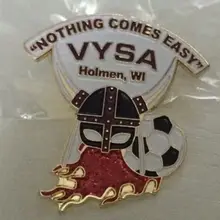 "NOTHING COMES EASY"
VYSA
Holmen, WI